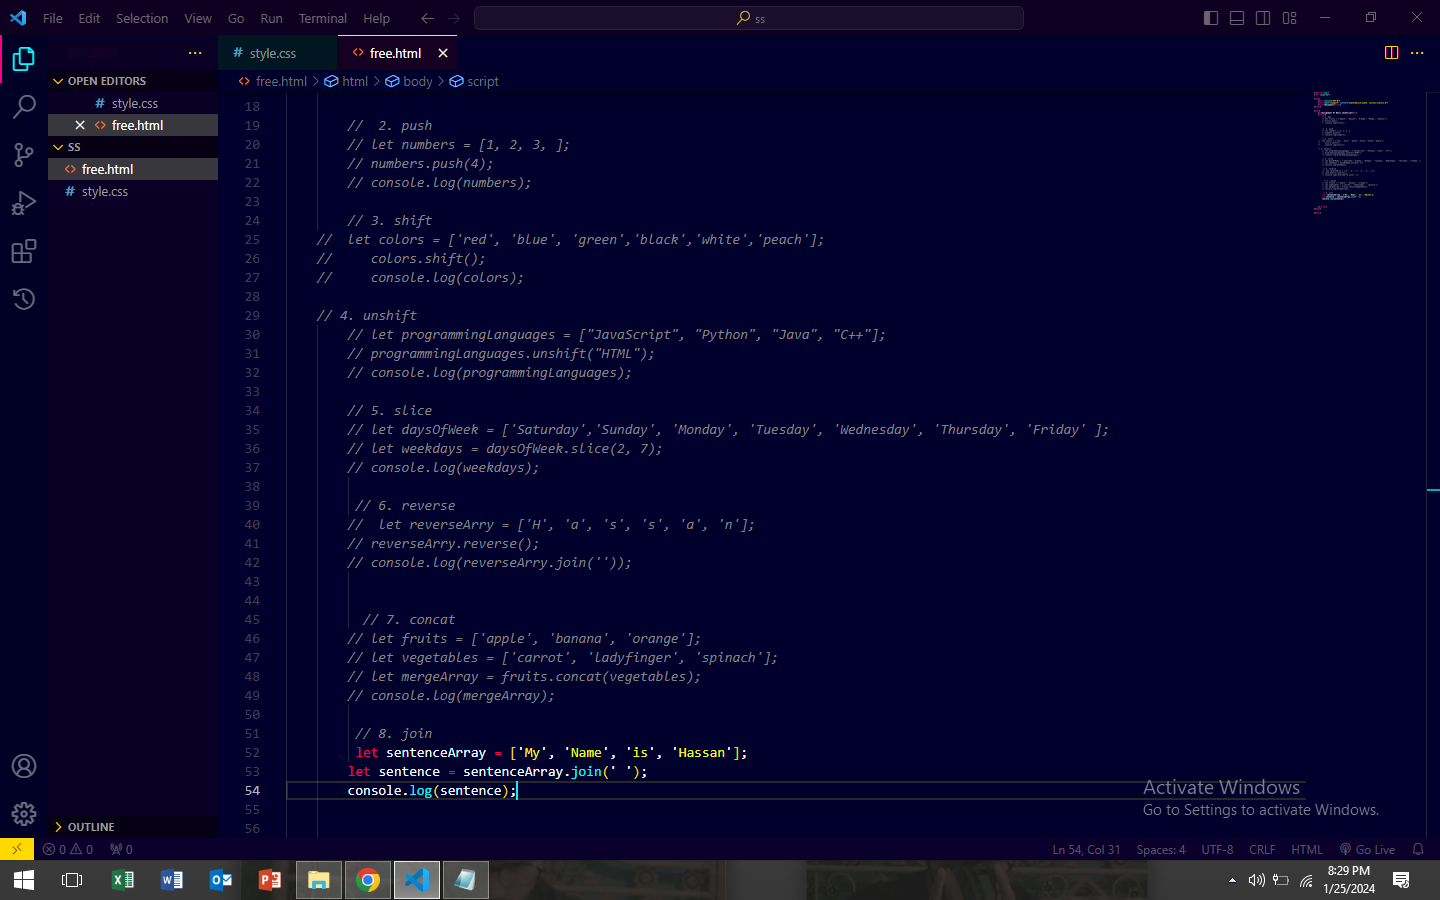 File Edit Selection View Go Run Terminal Help
ss
EXPLORER
# style.css
<> free.html
OPEN EDITORS
<> free.html > html > body > script
# style.css
<> free.html
SS
<> free.html
# style.css
18
19 // 2. push
20 // let numbers = [1, 2, 3, ];
21 // numbers.push(4);
22 // console.log(numbers);
23
24 // 3. shift
25 // let colors = ['red', 'blue', 'green','black','white','peach'];
26 // colors.shift();
27 // console.log(colors);
28
29 // 4. unshift
30 // let programmingLanguages = ["JavaScript", "Python", "Java", "C++"];
31 // programmingLanguages.unshift("HTML");
32 // console.log(programmingLanguages);
33
34 // 5. slice
35 // let daysOfWeek = ['Saturday','Sunday', 'Monday', 'Tuesday', 'Wednesday', 'Thursday', 'Friday' ];
36 // let weekdays = daysOfWeek.slice(2, 7);
37 // console.log(weekdays);
38
39 // 6. reverse
40 //  let reverseArry = ['H', 'a', 's', 's', 'a', 'n'];
41 // reverseArry.reverse();
42 // console.log(reverseArry.join(''));
43
44
45 // 7. concat
46 // let fruits = ['apple', 'banana', 'orange'];
47 // let vegetables = ['carrot', 'ladyfinger', 'spinach'];
48 // let mergeArray = fruits.concat(vegetables);
49 // console.log(mergeArray);
50
51 // 8. join
52 let sentenceArray = ['My', 'Name', 'is', 'Hassan'];
53 let sentence = sentenceArray.join(' ');
54 console.log(sentence);
55
56
Activate Windows
Go to Settings to activate Windows.
OUTLINE
0 0 0
Ln 54, Col 31 Spaces: 4 UTF-8 CRLF HTML Go Live
8:29 PM
1/25/2024